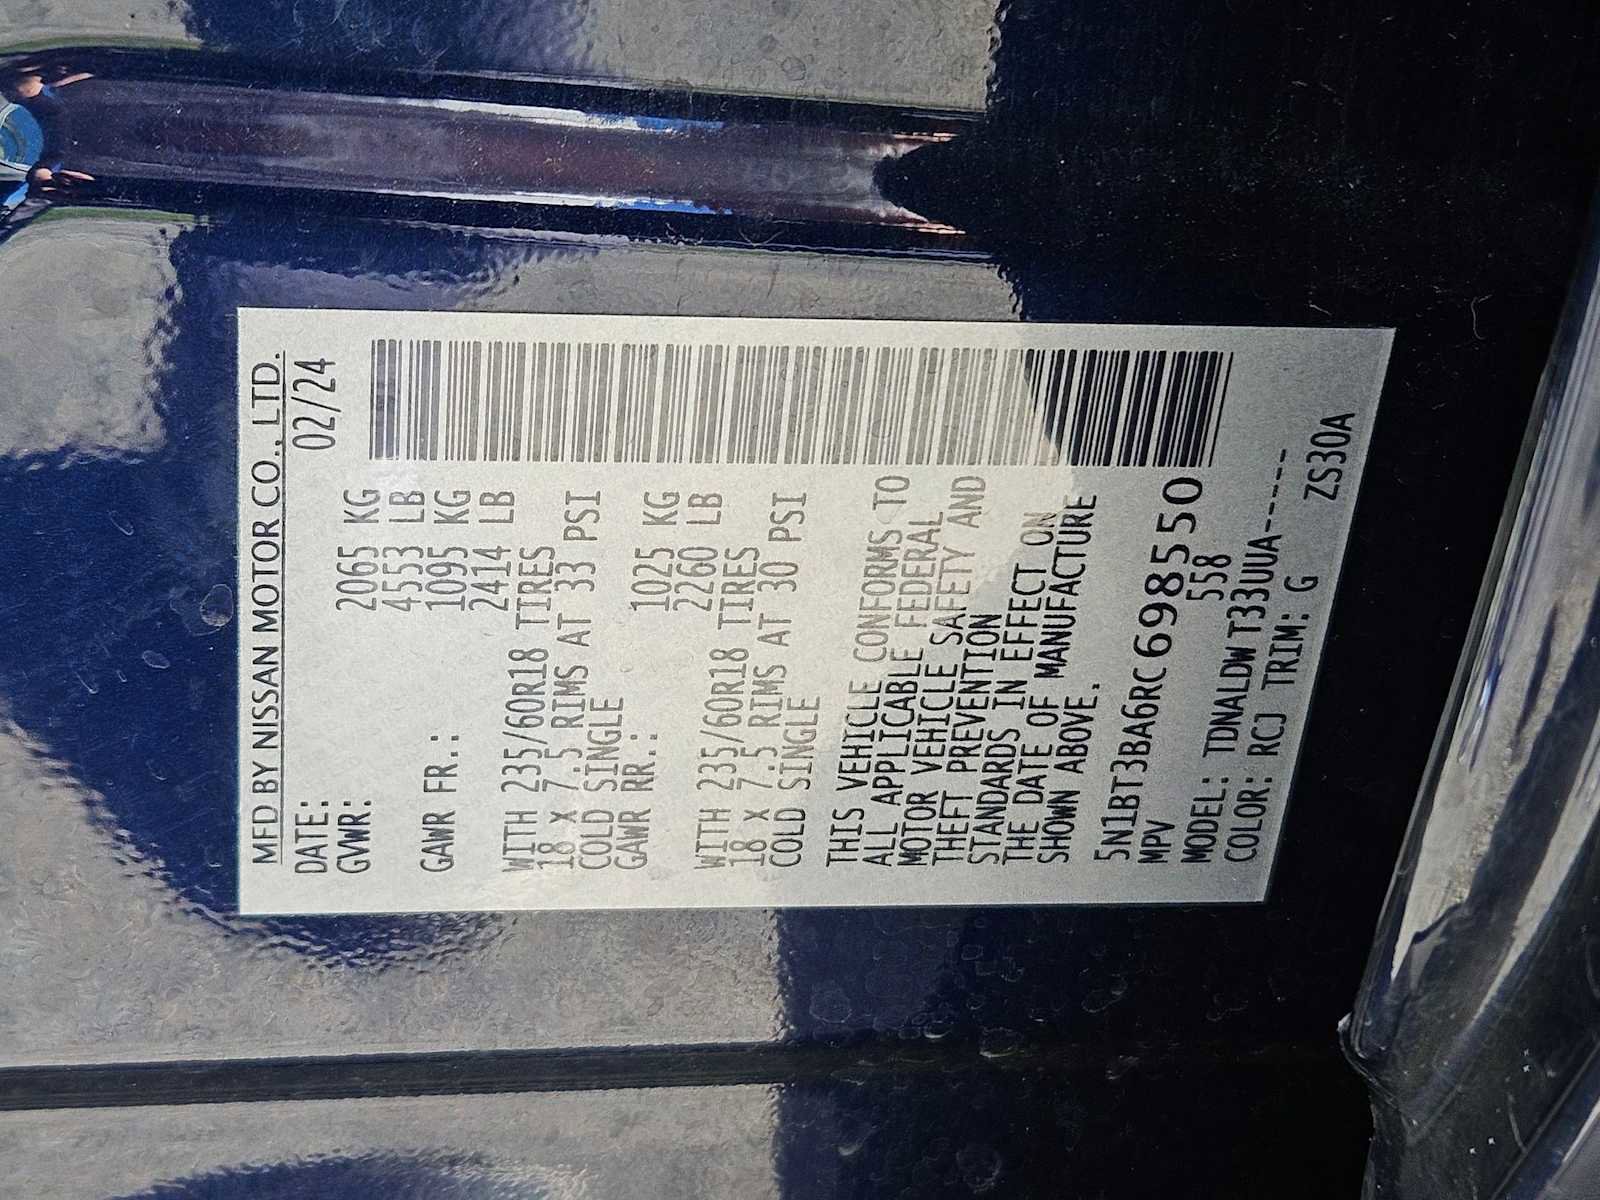 MFD BY NISSAN MOTOR CO., LTD.
DATE: 02/24
GVWR: 2065 KG
4553 LB
GAWR FR.: 1095 KG
2414 LB
WITH 235/60R18 TIRES
18 X 7.5 RIMS AT 33 PSI
COLD SINGLE
GAWR RR.: 1025 KG
2260 LB
WITH 235/60R18 TIRES
18 X 7.5 RIMS AT 30 PSI
COLD SINGLE
THIS VEHICLE CONFORMS TO
ALL APPLICABLE FEDERAL
MOTOR VEHICLE SAFETY AND
THEFT PREVENTION
STANDARDS IN EFFECT ON
THE DATE OF MANUFACTURE
SHOWN ABOVE.
5N1BT3BA6RC698550
MPV 558
MODEL: TDNALDWT33UUA-----
COLOR: RCJ TRIM: G ZS30A